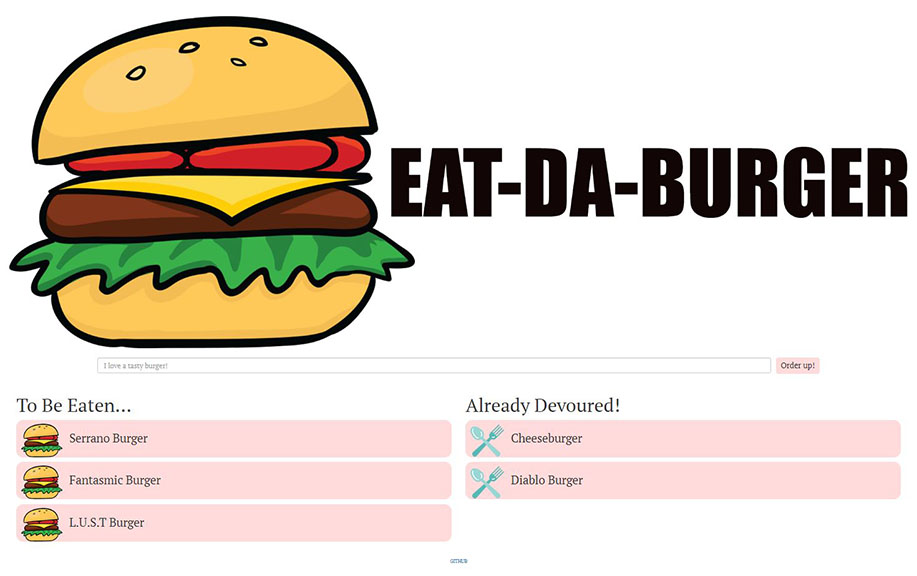 EAT-DA-BURGER
I love a tasty burger!
Order up!
To Be Eaten...
Serrano Burger
Fantasmic Burger
L.U.S.T Burger
Already Devoured!
Cheeseburger
Diablo Burger
GITHUB